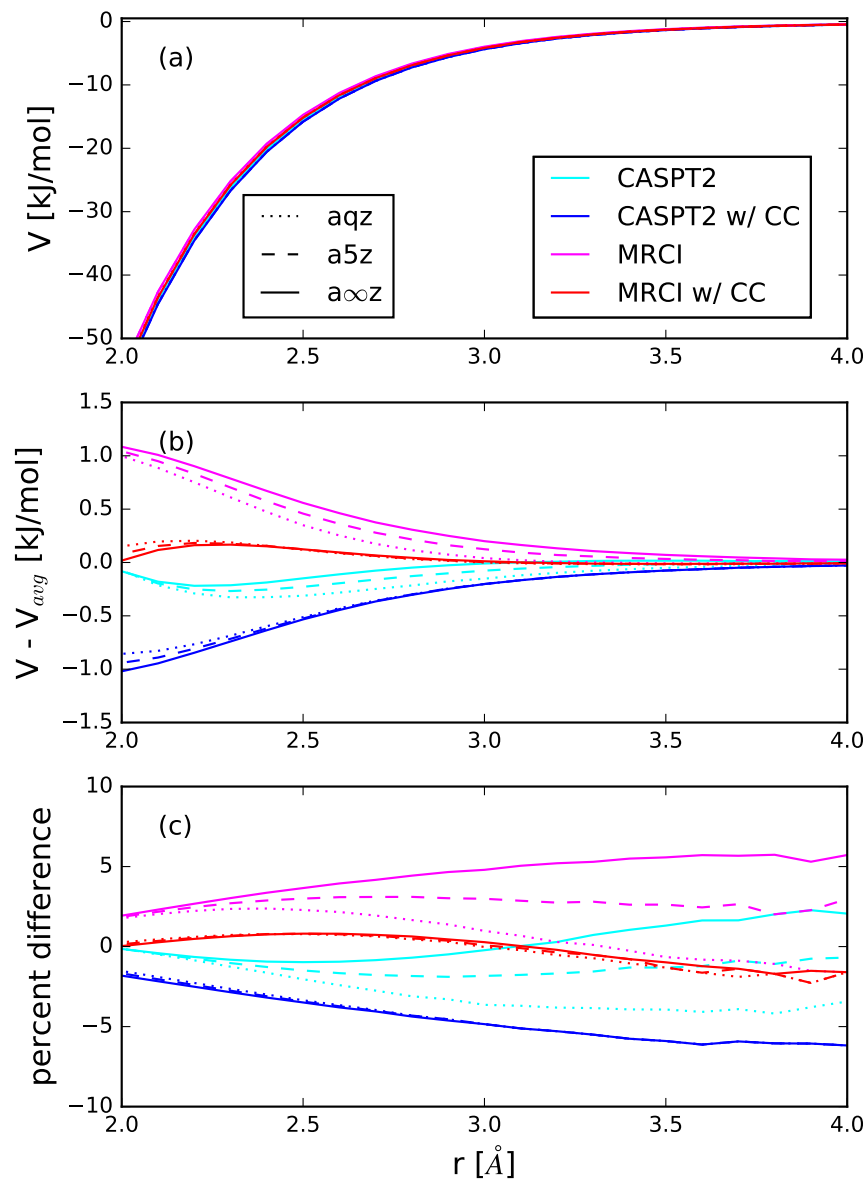 0
(a)
−10
−20
−30
−40
−50
V [kJ/mol]
aqz
a5z
a∞z
CASPT2
CASPT2 w/ CC
MRCI
MRCI w/ CC
2.0 2.5 3.0 3.5 4.0
1.5
(b)
1.0
0.5
0.0
−0.5
−1.0
−1.5
V - V_avg [kJ/mol]
2.0 2.5 3.0 3.5 4.0
10
(c)
5
0
−5
−10
percent difference
2.0 2.5 3.0 3.5 4.0
r [Å]